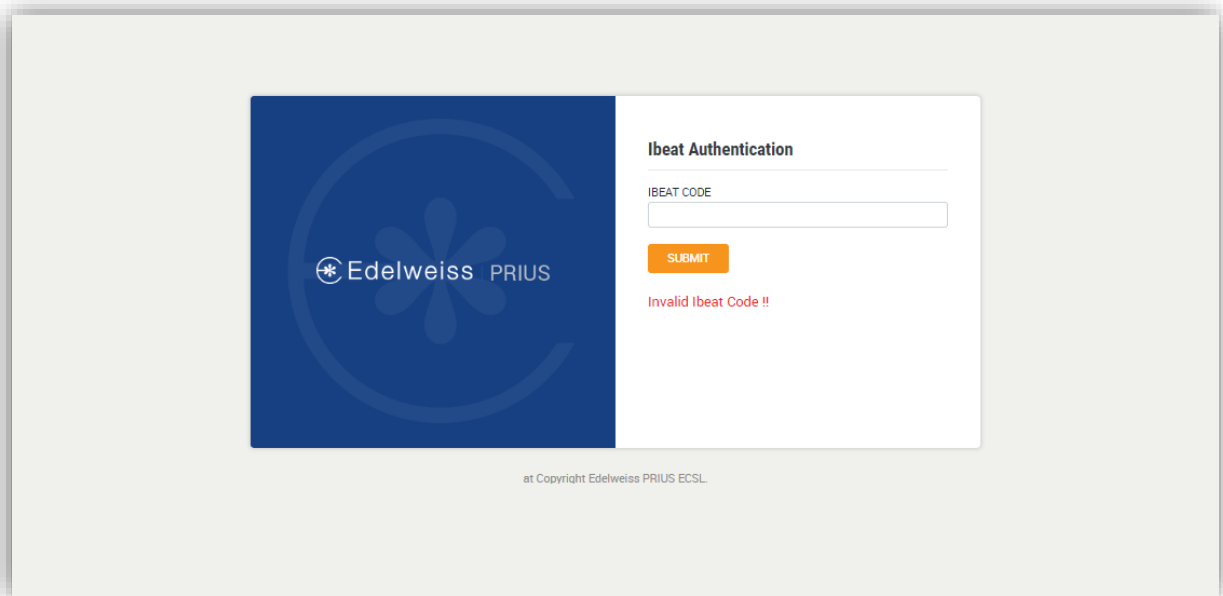 Edelweiss PRIUS
Ibeat Authentication
IBEAT CODE
SUBMIT
Invalid Ibeat Code !!
at Copyright Edelweiss PRIUS ECSL.